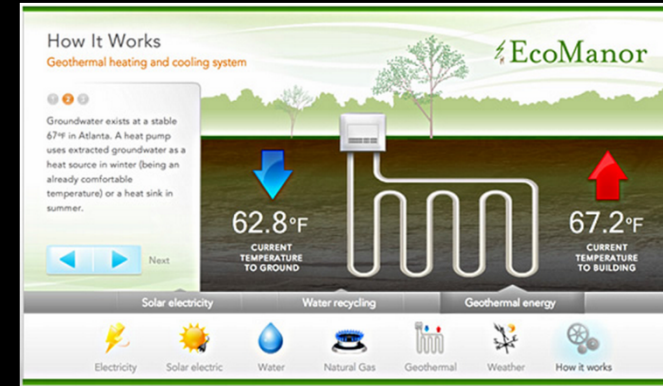 How It Works
Geothermal heating and cooling system
EcoManor
1 2 3
Groundwater exists at a stable
67°F in Atlanta. A heat pump
uses extracted groundwater as a
heat source in winter (being an
already comfortable
temperature) or a heat sink in
summer.
Next
62.8°F
CURRENT
TEMPERATURE
TO GROUND
67.2°F
CURRENT
TEMPERATURE
TO BUILDING
Solar electricity
Water recycling
Geothermal energy
Electricity
Solar electric
Water
Natural Gas
Geothermal
Weather
How it works